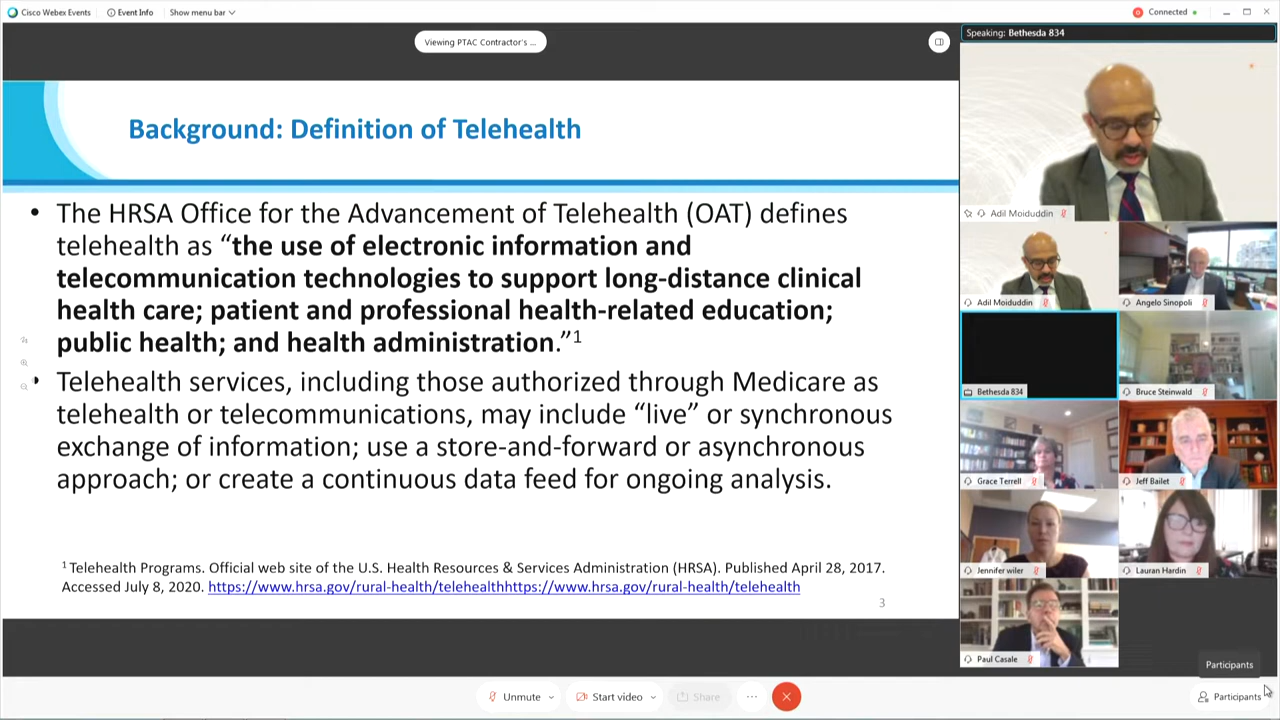 Cisco Webex Events
Event Info
Show menu bar
Connected
Viewing PTAC Contractor's ...
Speaking: Bethesda 834
Background: Definition of Telehealth
• The HRSA Office for the Advancement of Telehealth (OAT) defines
telehealth as “the use of electronic information and
telecommunication technologies to support long-distance clinical
health care; patient and professional health-related education;
public health; and health administration.”1
• Telehealth services, including those authorized through Medicare as
telehealth or telecommunications, may include “live” or synchronous
exchange of information; use a store-and-forward or asynchronous
approach; or create a continuous data feed for ongoing analysis.
1 Telehealth Programs. Official web site of the U.S. Health Resources & Services Administration (HRSA). Published April 28, 2017.
Accessed July 8, 2020. https://www.hrsa.gov/rural-health/telehealthhttps://www.hrsa.gov/rural-health/telehealth
3
Adil Moiduddin
Adil Moiduddin
Angelo Sinopoli
Bethesda 834
Bruce Steinwald
Grace Terrell
Jeff Bailet
Jennifer wiler
Lauran Hardin
Paul Casale
Participants
Unmute
Start video
Share
...
Participants